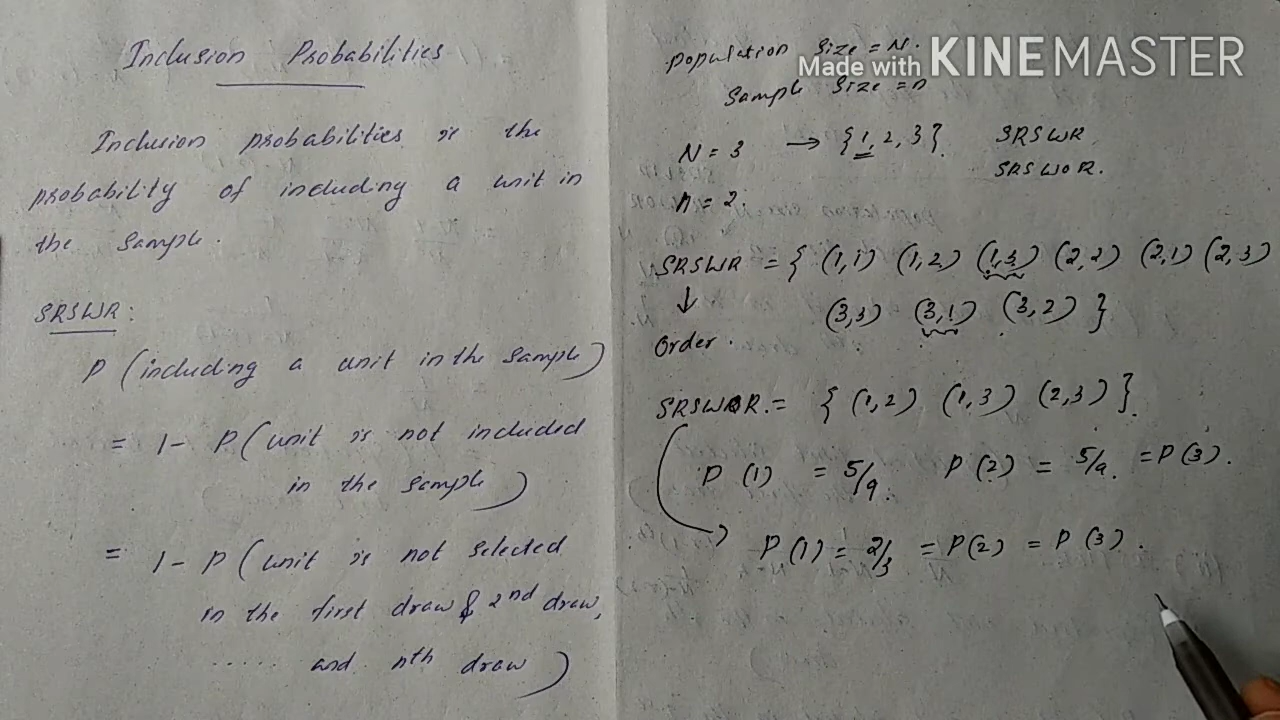 Inclusion Probabilities
Inclusion probabilities is the
probability of including a unit in
the sample.
SRSWR:
P (including a unit in the sample)
= 1- P (unit is not included
in the sample)
= 1- P (unit is not selected
in the first draw & 2nd draw,
..... and nth draw)
population size = N.
Made with KINEMASTER
Sample size = n
N = 3 → {1, 2, 3} SRSWR
SRSWOR.
n = 2.
SRSWR = { (1,1) (1,2) (1,3) (2,2) (2,1) (2,3)
↓ (3,3) (3,1) (3,2) }
Order.
SRSWOR. = { (1,2) (1,3) (2,3) }
P (1) = 5/9. P(2) = 5/9. = P(3).
→ P(1) = 2/3 = P(2) = P(3).